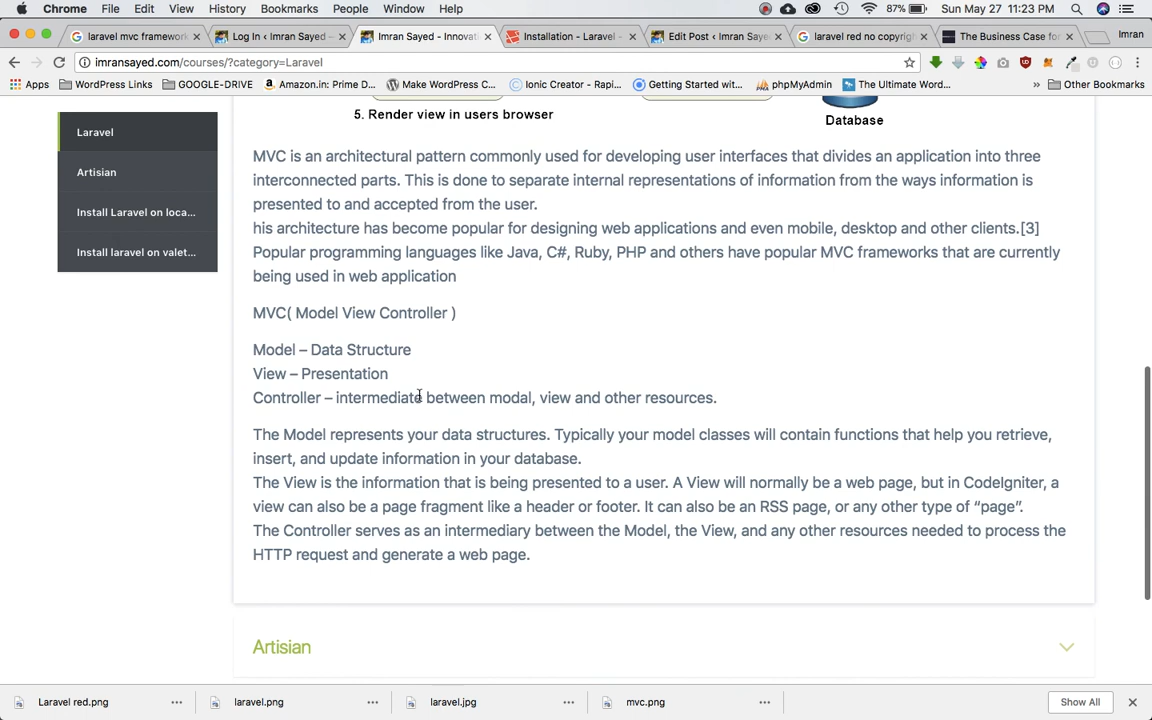 Chrome File Edit View History Bookmarks People Window Help 87% Sun May 27 11:23 PM
laravel mvc framework Log In ‹ Imran Sayed — Imran Sayed - Innovat Installation - Laravel - Edit Post ‹ Imran Saye laravel red no copyrigh The Business Case for Imran
imransayed.com/courses/?category=Laravel
Apps WordPress Links GOOGLE-DRIVE Amazon.in: Prime D... Make WordPress C... Ionic Creator - Rapi... Getting Started wit... phpMyAdmin The Ultimate Word... » Other Bookmarks
5. Render view in users browser
Database
Laravel
Artisan
Install Laravel on loca...
Install laravel on valet...
MVC is an architectural pattern commonly used for developing user interfaces that divides an application into three
interconnected parts. This is done to separate internal representations of information from the ways information is
presented to and accepted from the user.
his architecture has become popular for designing web applications and even mobile, desktop and other clients.[3]
Popular programming languages like Java, C#, Ruby, PHP and others have popular MVC frameworks that are currently
being used in web application
MVC( Model View Controller )
Model – Data Structure
View – Presentation
Controller – intermediate between modal, view and other resources.
The Model represents your data structures. Typically your model classes will contain functions that help you retrieve,
insert, and update information in your database.
The View is the information that is being presented to a user. A View will normally be a web page, but in CodeIgniter, a
view can also be a page fragment like a header or footer. It can also be an RSS page, or any other type of “page”.
The Controller serves as an intermediary between the Model, the View, and any other resources needed to process the
HTTP request and generate a web page.
Artisian
Laravel red.png laravel.png laravel.jpg mvc.png Show All